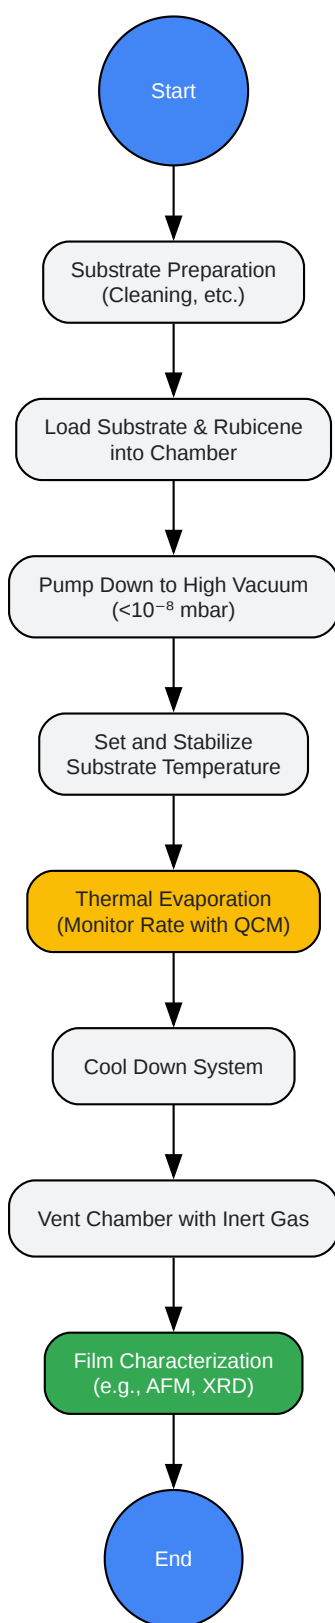 Start
Substrate Preparation
(Cleaning, etc.)
Load Substrate & Rubicene
into Chamber
Pump Down to High Vacuum
(<10⁻⁸ mbar)
Set and Stabilize
Substrate Temperature
Thermal Evaporation
(Monitor Rate with QCM)
Cool Down System
Vent Chamber with Inert Gas
Film Characterization
(e.g., AFM, XRD)
End